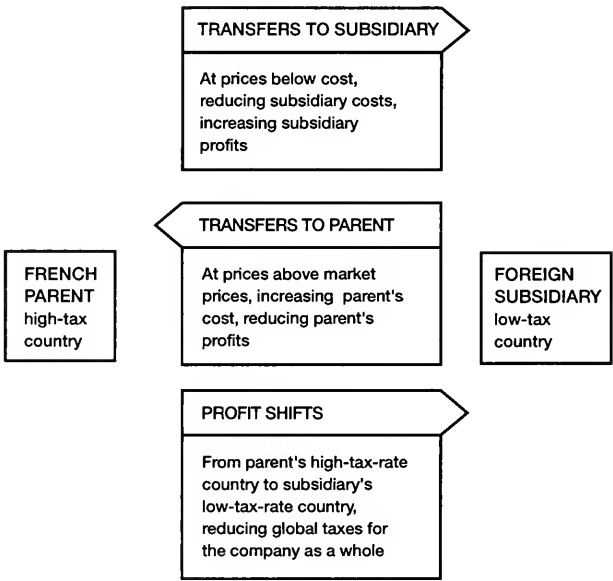 TRANSFERS TO SUBSIDIARY
At prices below cost,
reducing subsidiary costs,
increasing subsidiary
profits
TRANSFERS TO PARENT
At prices above market
prices, increasing parent's
cost, reducing parent's
profits
FRENCH
PARENT
high-tax
country
FOREIGN
SUBSIDIARY
low-tax
country
PROFIT SHIFTS
From parent's high-tax-rate
country to subsidiary's
low-tax-rate country,
reducing global taxes for
the company as a whole